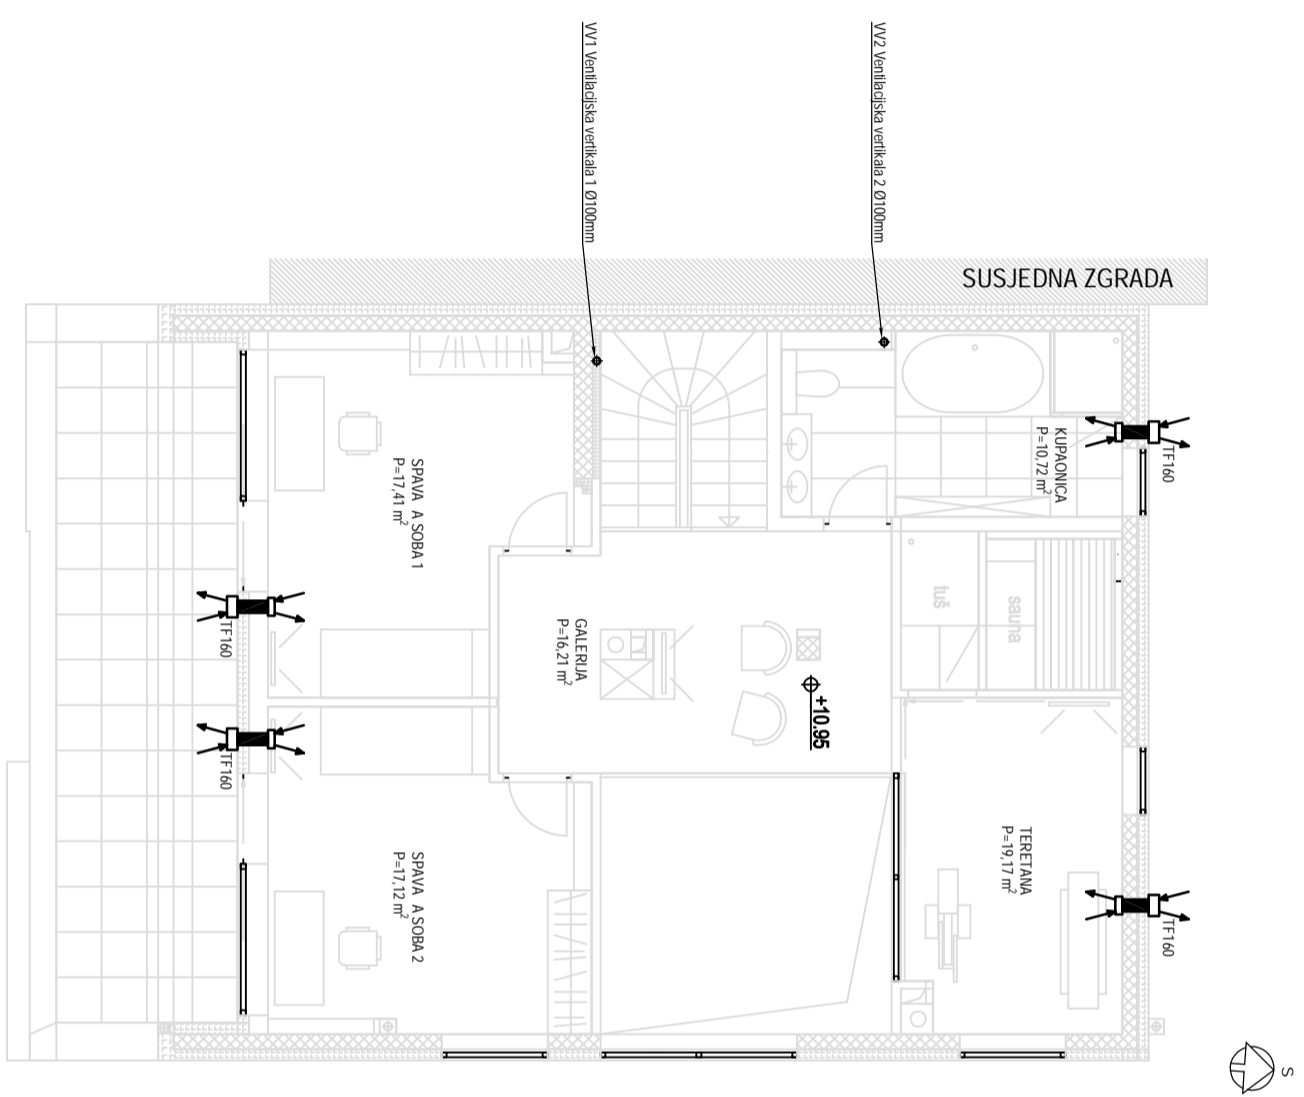 VV1 Ventilacijska vertikala 1 Ø100mm
VV2 Ventilacijska vertikala 2 Ø100mm
SUSJEDNA ZGRADA
KUPAONICA
P=10,72 m²
TF160
SPAVA A SOBA 1
P=17,41 m²
tuš
sauna
GALERIJA
P=16,21 m²
TF160
+10.95
TF160
SPAVA A SOBA 2
P=17,12 m²
TERETANA
P=19,17 m²
TF160
S